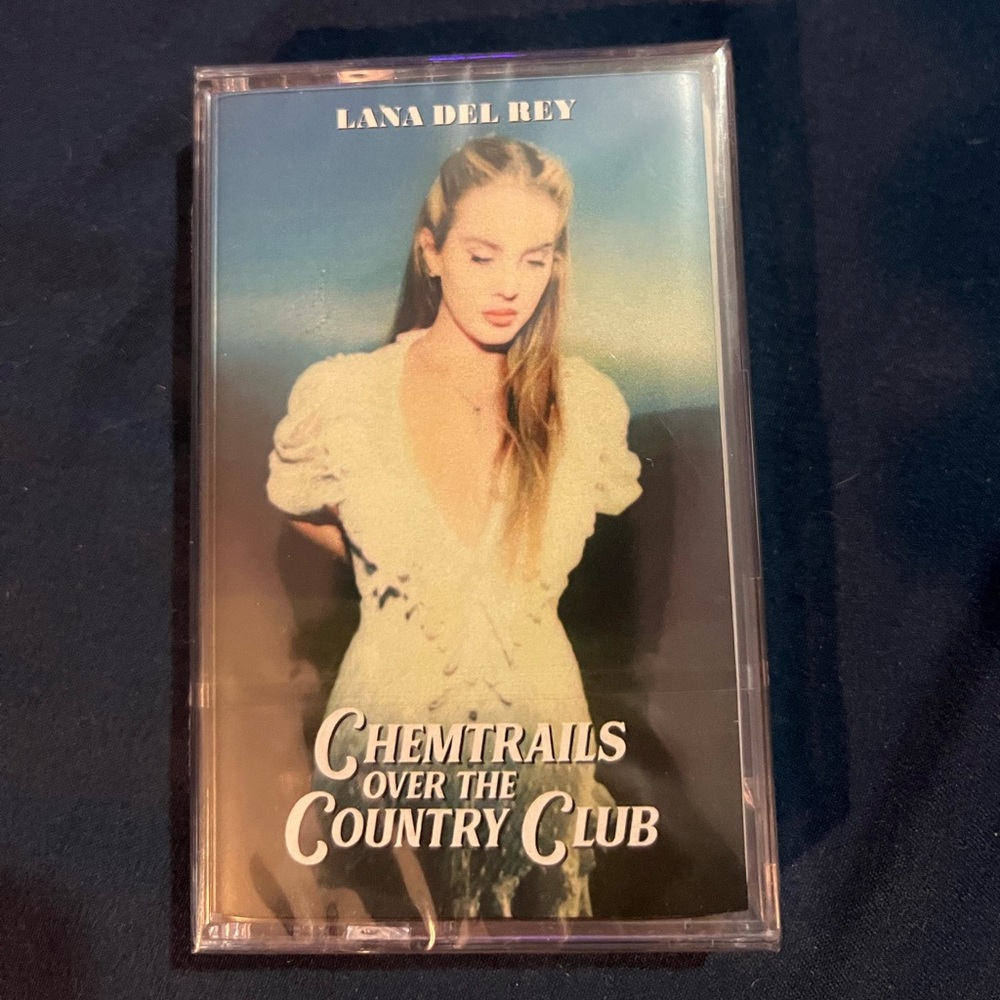 LANA DEL REY
CHEMTRAILS
OVER THE
COUNTRY CLUB